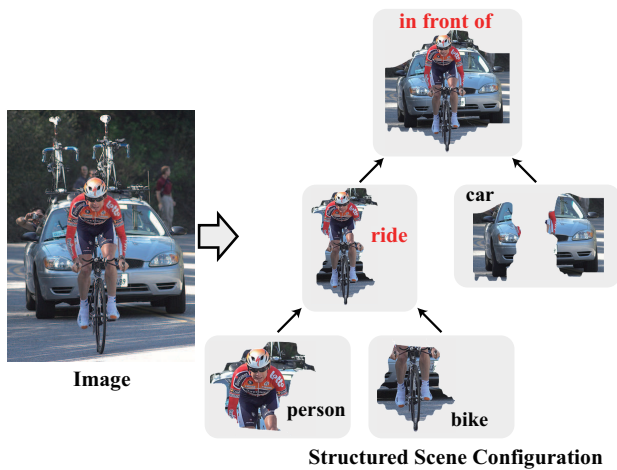 in front of
car
ride
person
bike
Image
Structured Scene Configuration